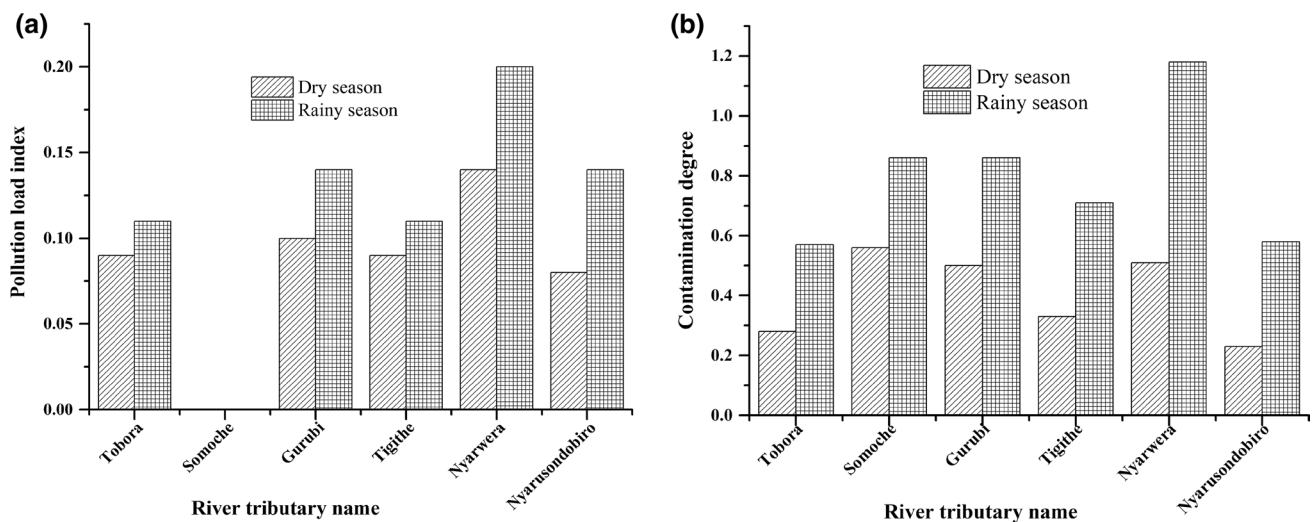 (a)
Pollution load index
0.20
0.15
0.10
0.05
0.00
Dry season
Rainy season
Tobora
Somoche
Gurubi
Tigithe
Nyarwera
Nyarusondobiro
River tributary name
(b)
Contamination degree
1.2
1.0
0.8
0.6
0.4
0.2
0.0
Dry season
Rainy season
Tobora
Somoche
Gurubi
Tigithe
Nyarwera
Nyarusondobiro
River tributary name